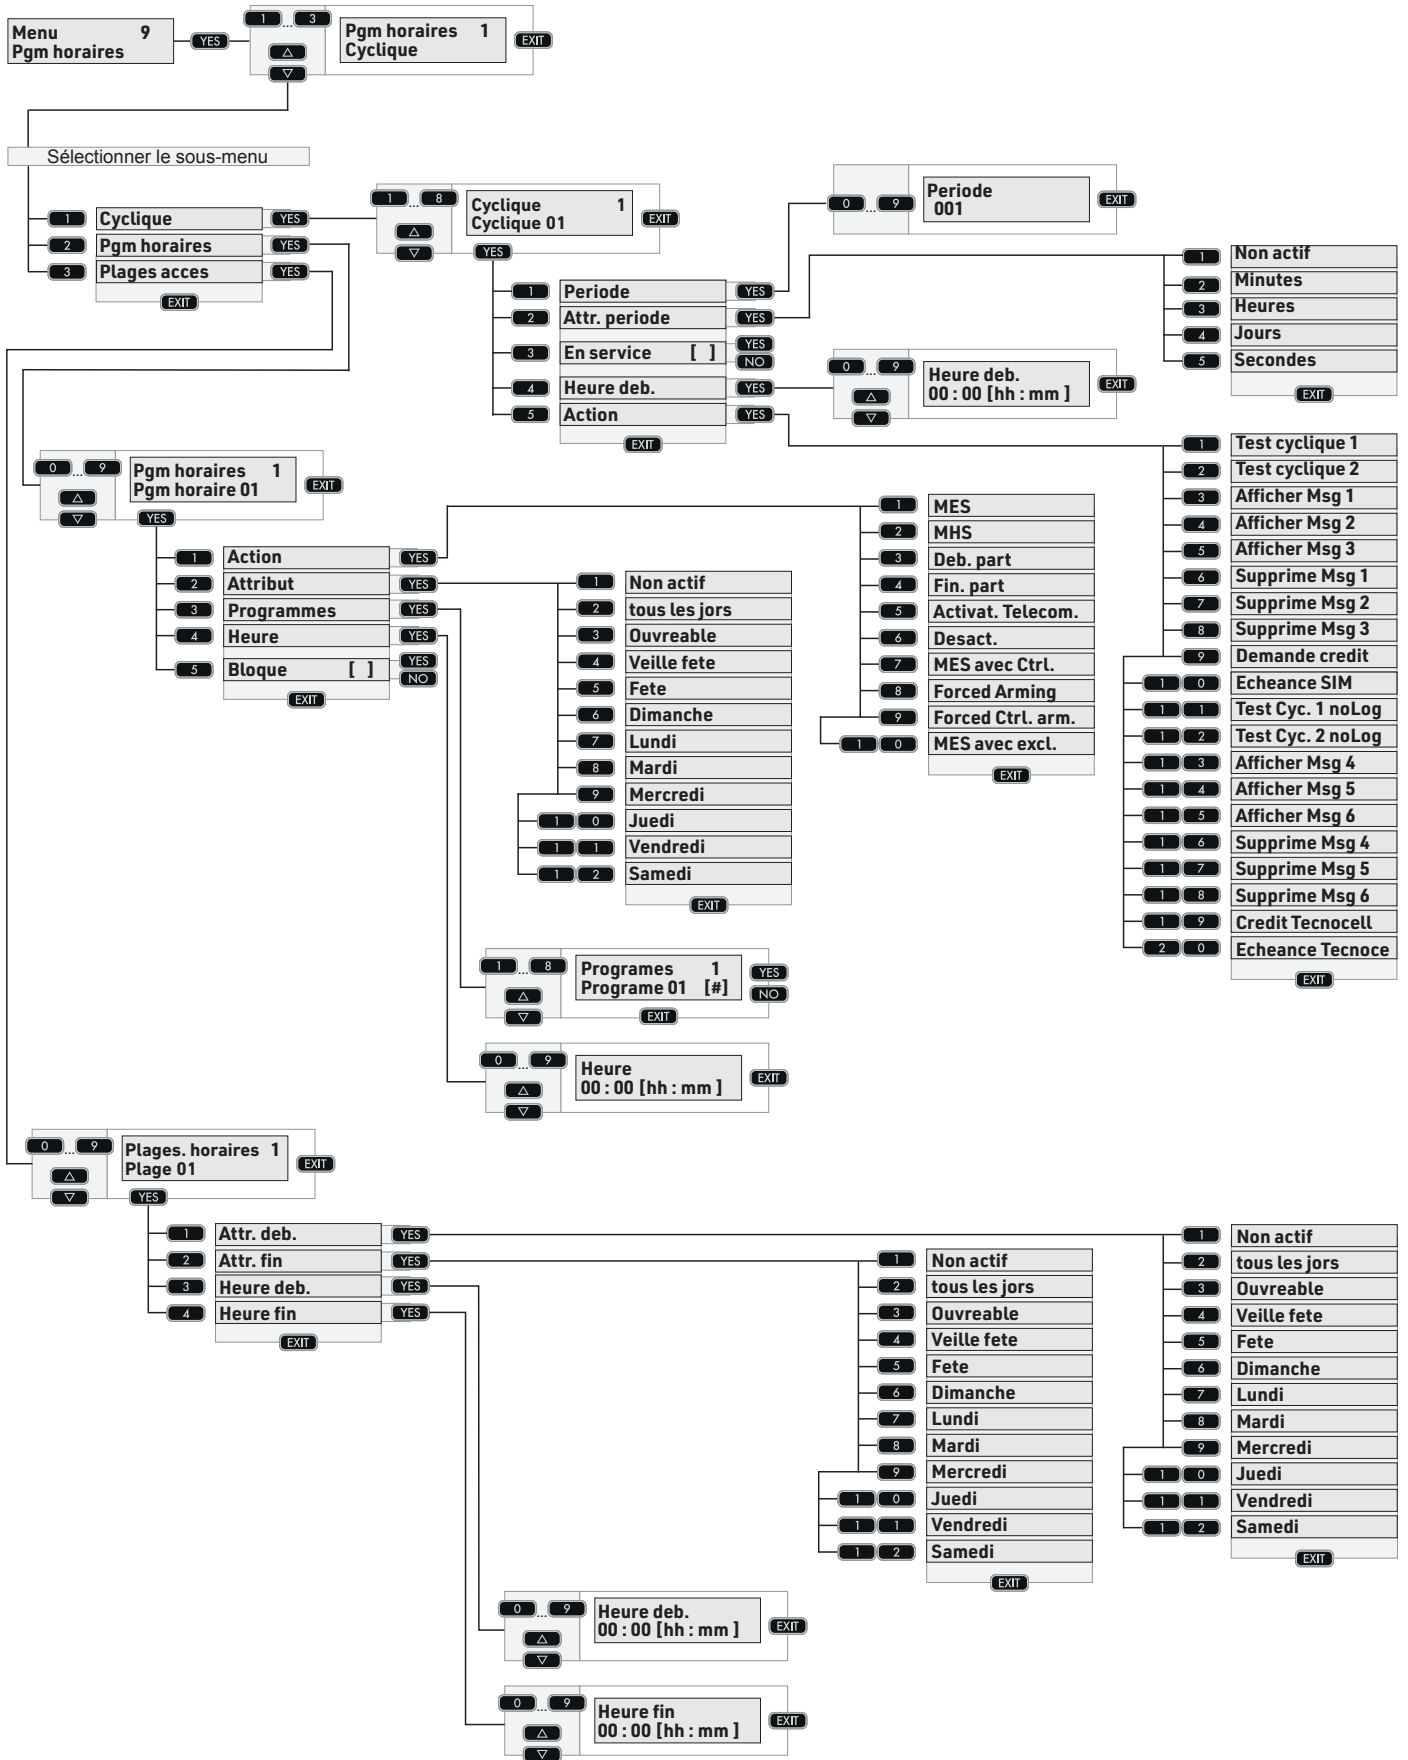 Menu 9
Pgm horaires
YES
1 ... 3
Pgm horaires 1
Cyclique
EXIT
Sélectionner le sous-menu
1 Cyclique YES
2 Pgm horaires YES
3 Plages acces YES
EXIT
1 ... 8
Cyclique 1
Cyclique 01
EXIT
YES
1 Periode YES
2 Attr. periode YES
3 En service [ ] YES
NO
4 Heure deb. YES
5 Action YES
EXIT
0 ... 9
Periode
001
EXIT
1 Non actif
2 Minutes
3 Heures
4 Jours
5 Secondes
EXIT
0 ... 9
Heure deb.
00 : 00 [hh : mm ]
EXIT
1 Test cyclique 1
2 Test cyclique 2
3 Afficher Msg 1
4 Afficher Msg 2
5 Afficher Msg 3
6 Supprime Msg 1
7 Supprime Msg 2
8 Supprime Msg 3
9 Demande credit
1 0 Echeance SIM
1 1 Test Cyc. 1 noLog
1 2 Test Cyc. 2 noLog
1 3 Afficher Msg 4
1 4 Afficher Msg 5
1 5 Afficher Msg 6
1 6 Supprime Msg 4
1 7 Supprime Msg 5
1 8 Supprime Msg 6
1 9 Credit Tecnocell
2 0 Echeance Tecnoce
EXIT
0 ... 9
Pgm horaires 1
Pgm horaire 01
EXIT
YES
1 Action YES
2 Attribut YES
3 Programmes YES
4 Heure YES
5 Bloque [ ] YES
NO
EXIT
1 MES
2 MHS
3 Deb. part
4 Fin. part
5 Activat. Telecom.
6 Desact.
7 MES avec Ctrl.
8 Forced Arming
9 Forced Ctrl. arm.
1 0 MES avec excl.
EXIT
1 Non actif
2 tous les jors
3 Ouvreable
4 Veille fete
5 Fete
6 Dimanche
7 Lundi
8 Mardi
9 Mercredi
1 0 Juedi
1 1 Vendredi
1 2 Samedi
EXIT
1 ... 8
Programes 1
Programe 01 [#]
YES
NO
EXIT
0 ... 9
Heure
00 : 00 [hh : mm ]
EXIT
0 ... 9
Plages. horaires 1
Plage 01
EXIT
YES
1 Attr. deb. YES
2 Attr. fin YES
3 Heure deb. YES
4 Heure fin YES
EXIT
1 Non actif
2 tous les jors
3 Ouvreable
4 Veille fete
5 Fete
6 Dimanche
7 Lundi
8 Mardi
9 Mercredi
1 0 Juedi
1 1 Vendredi
1 2 Samedi
EXIT
1 Non actif
2 tous les jors
3 Ouvreable
4 Veille fete
5 Fete
6 Dimanche
7 Lundi
8 Mardi
9 Mercredi
1 0 Juedi
1 1 Vendredi
1 2 Samedi
EXIT
0 ... 9
Heure deb.
00 : 00 [hh : mm ]
EXIT
0 ... 9
Heure fin
00 : 00 [hh : mm ]
EXIT